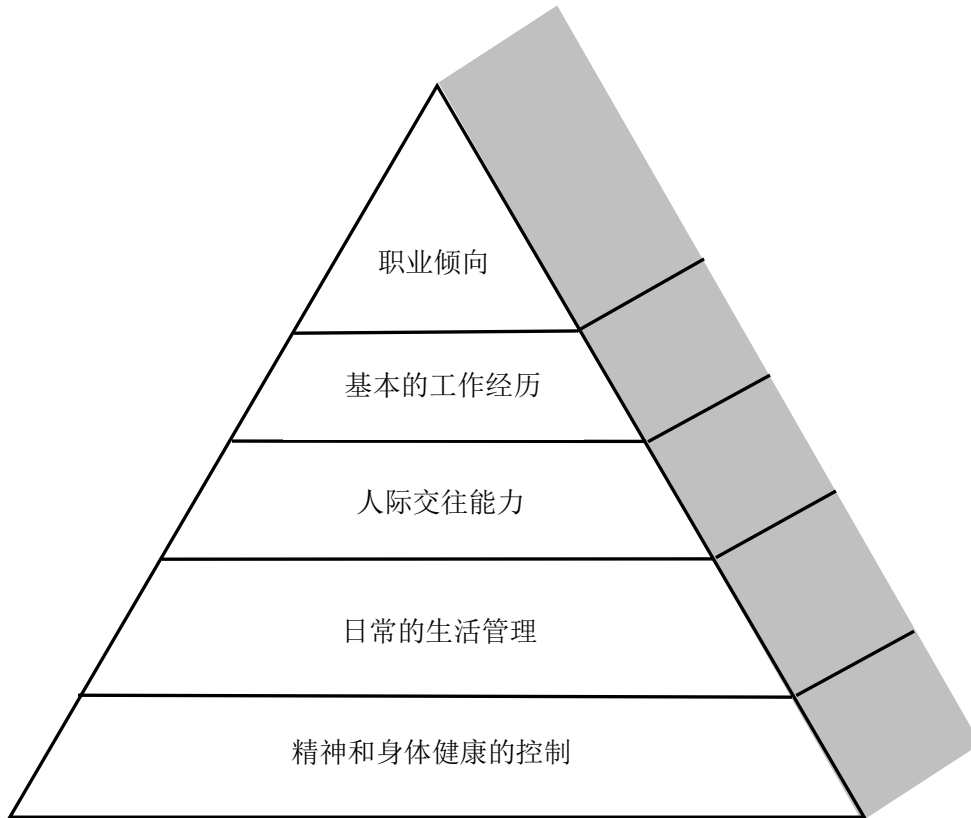 职业倾向
基本的工作经历
人际交往能力
日常的生活管理
精神和身体健康的控制